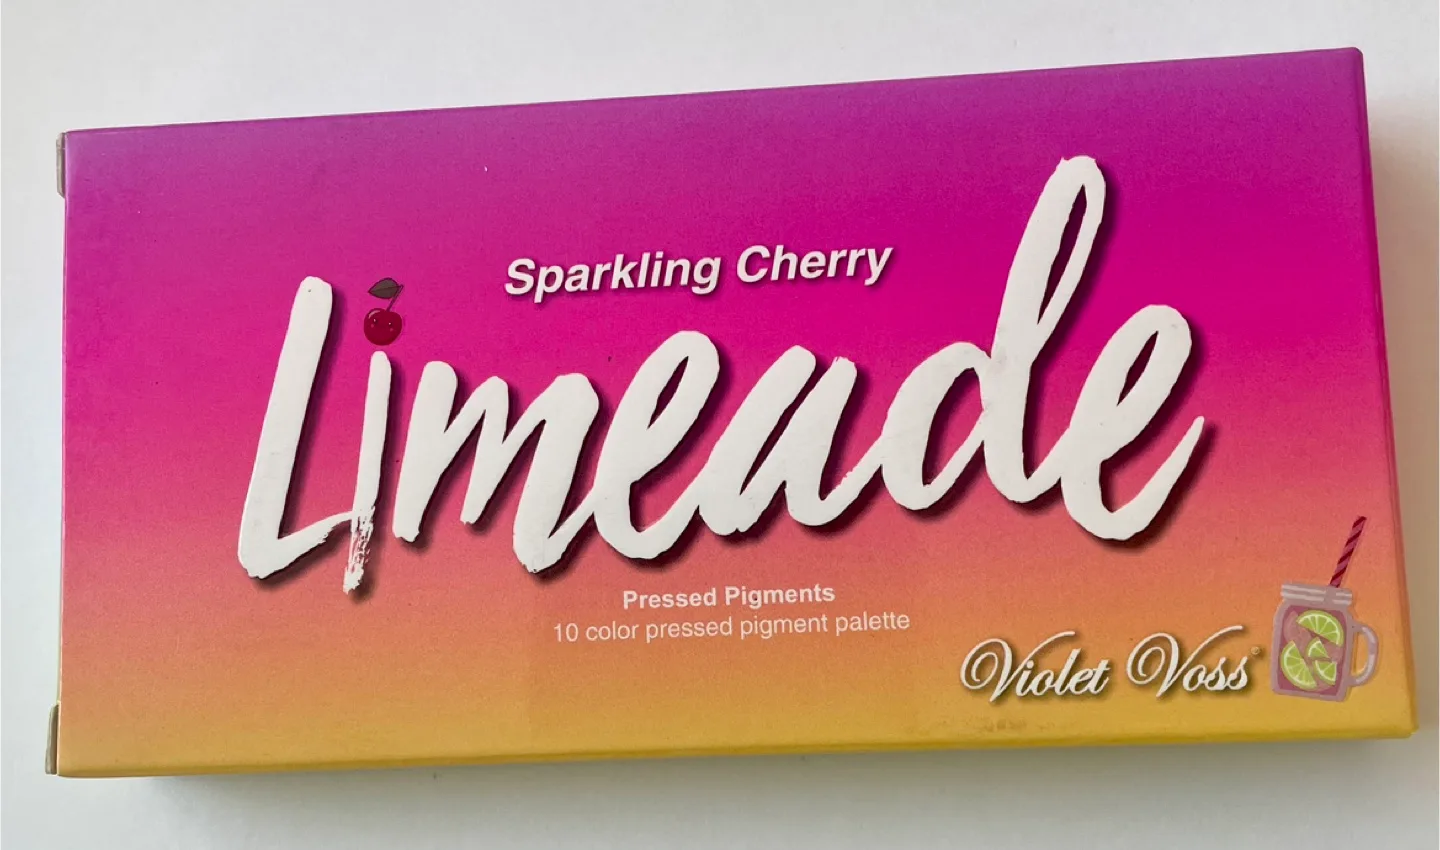 Sparkling Cherry
Limeade
Pressed Pigments
10 color pressed pigment palette
Violet Voss®